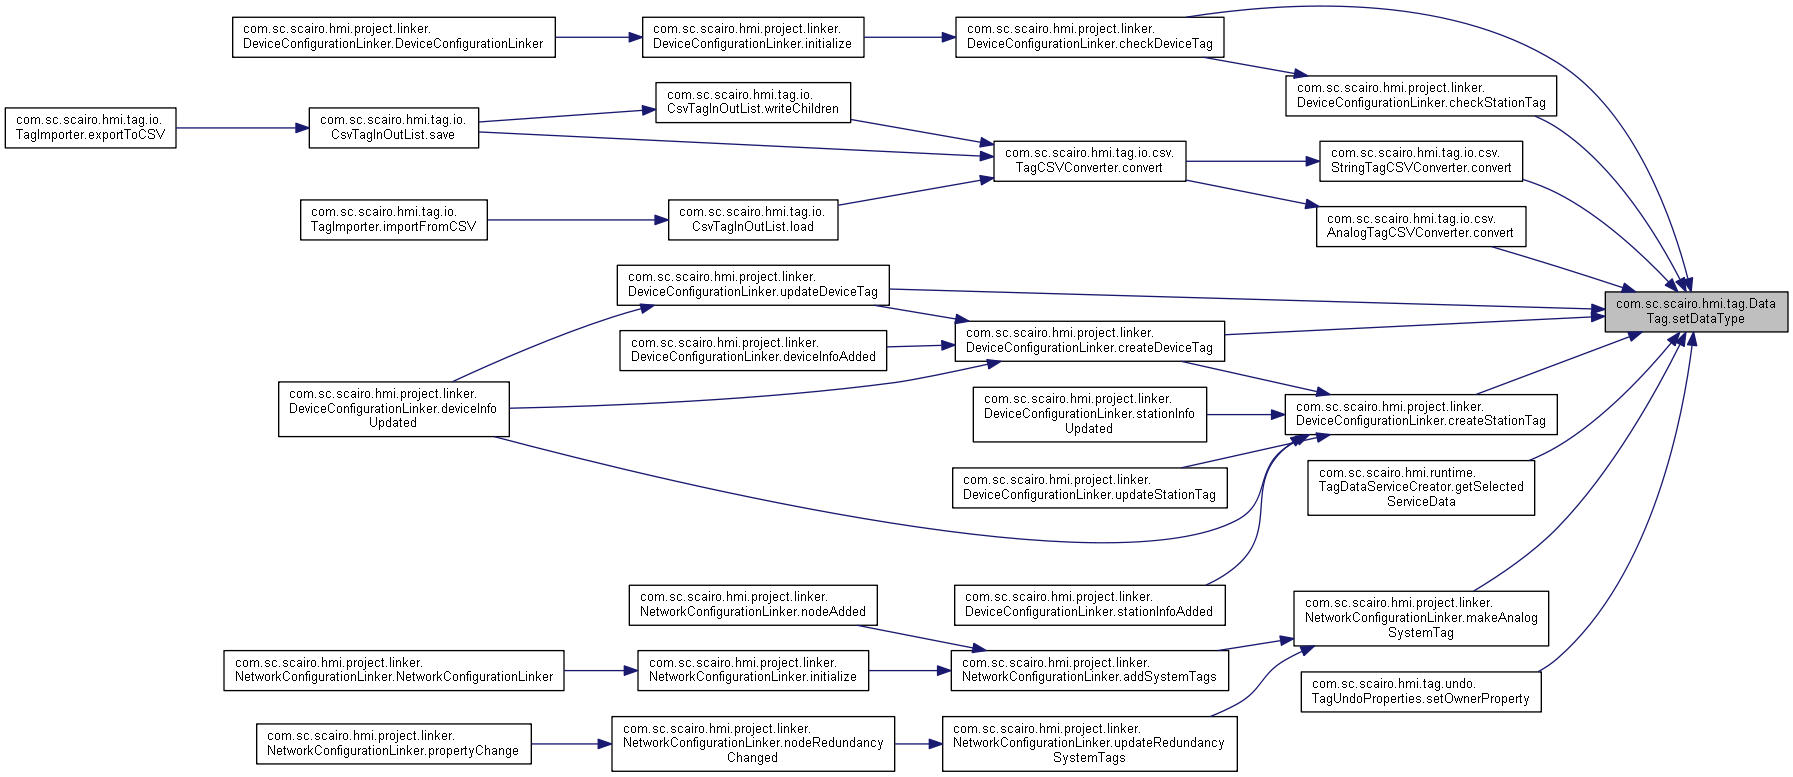 com.sc.scairo.hmi.project.linker.
DeviceConfigurationLinker.DeviceConfigurationLinker
com.sc.scairo.hmi.project.linker.
DeviceConfigurationLinker.initialize
com.sc.scairo.hmi.project.linker.
DeviceConfigurationLinker.checkDeviceTag
com.sc.scairo.hmi.project.linker.
DeviceConfigurationLinker.checkStationTag
com.sc.scairo.hmi.tag.io.
CsvTagInOutList.writeChildren
com.sc.scairo.hmi.tag.io.
TagImporter.exportToCSV
com.sc.scairo.hmi.tag.io.
CsvTagInOutList.save
com.sc.scairo.hmi.tag.io.csv.
TagCSVConverter.convert
com.sc.scairo.hmi.tag.io.csv.
StringTagCSVConverter.convert
com.sc.scairo.hmi.tag.io.
TagImporter.importFromCSV
com.sc.scairo.hmi.tag.io.
CsvTagInOutList.load
com.sc.scairo.hmi.tag.io.csv.
AnalogTagCSVConverter.convert
com.sc.scairo.hmi.project.linker.
DeviceConfigurationLinker.updateDeviceTag
com.sc.scairo.hmi.tag.Data
Tag.setDataType
com.sc.scairo.hmi.project.linker.
DeviceConfigurationLinker.deviceInfoAdded
com.sc.scairo.hmi.project.linker.
DeviceConfigurationLinker.createDeviceTag
com.sc.scairo.hmi.project.linker.
DeviceConfigurationLinker.deviceInfo
Updated
com.sc.scairo.hmi.project.linker.
DeviceConfigurationLinker.stationInfo
Updated
com.sc.scairo.hmi.project.linker.
DeviceConfigurationLinker.createStationTag
com.sc.scairo.hmi.project.linker.
DeviceConfigurationLinker.updateStationTag
com.sc.scairo.hmi.runtime.
TagDataServiceCreator.getSelected
ServiceData
com.sc.scairo.hmi.project.linker.
NetworkConfigurationLinker.nodeAdded
com.sc.scairo.hmi.project.linker.
DeviceConfigurationLinker.stationInfoAdded
com.sc.scairo.hmi.project.linker.
NetworkConfigurationLinker.makeAnalog
SystemTag
com.sc.scairo.hmi.project.linker.
NetworkConfigurationLinker.NetworkConfigurationLinker
com.sc.scairo.hmi.project.linker.
NetworkConfigurationLinker.initialize
com.sc.scairo.hmi.project.linker.
NetworkConfigurationLinker.addSystemTags
com.sc.scairo.hmi.tag.undo.
TagUndoProperties.setOwnerProperty
com.sc.scairo.hmi.project.linker.
NetworkConfigurationLinker.propertyChange
com.sc.scairo.hmi.project.linker.
NetworkConfigurationLinker.nodeRedundancy
Changed
com.sc.scairo.hmi.project.linker.
NetworkConfigurationLinker.updateRedundancy
SystemTags